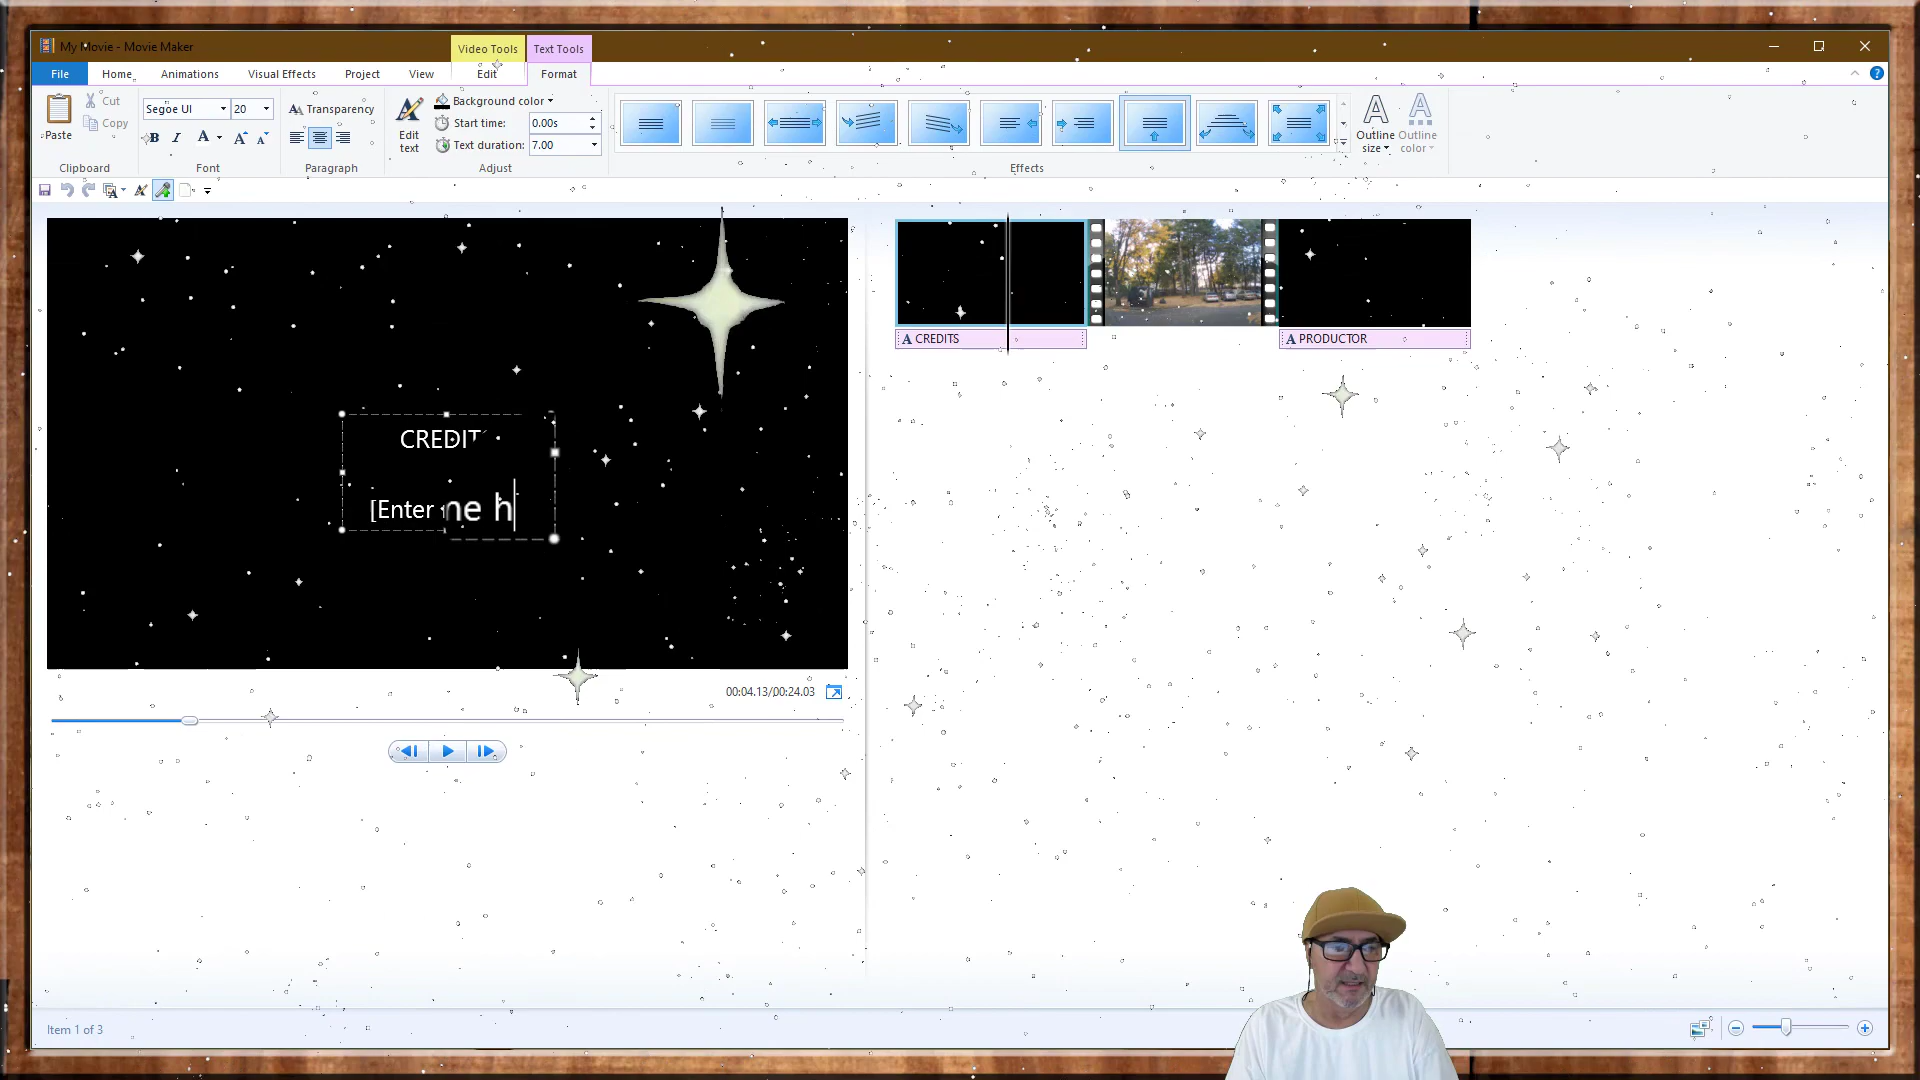 My Movie - Movie Maker
Video Tools
Text Tools
File
Home
Animations
Visual Effects
Project
View
Edit
Format
Paste
Cut
Copy
Clipboard
Segoe UI
20
B
I
A
A
A
Font
Transparency
Paragraph
Edit
text
Background color
Start time:
0.00s
Text duration:
7.00
Adjust
Effects
Outline
size
Outline
color
CREDIT
[Enter
ne h
00:04.13/00:24.03
A CREDITS
A PRODUCTOR
Item 1 of 3